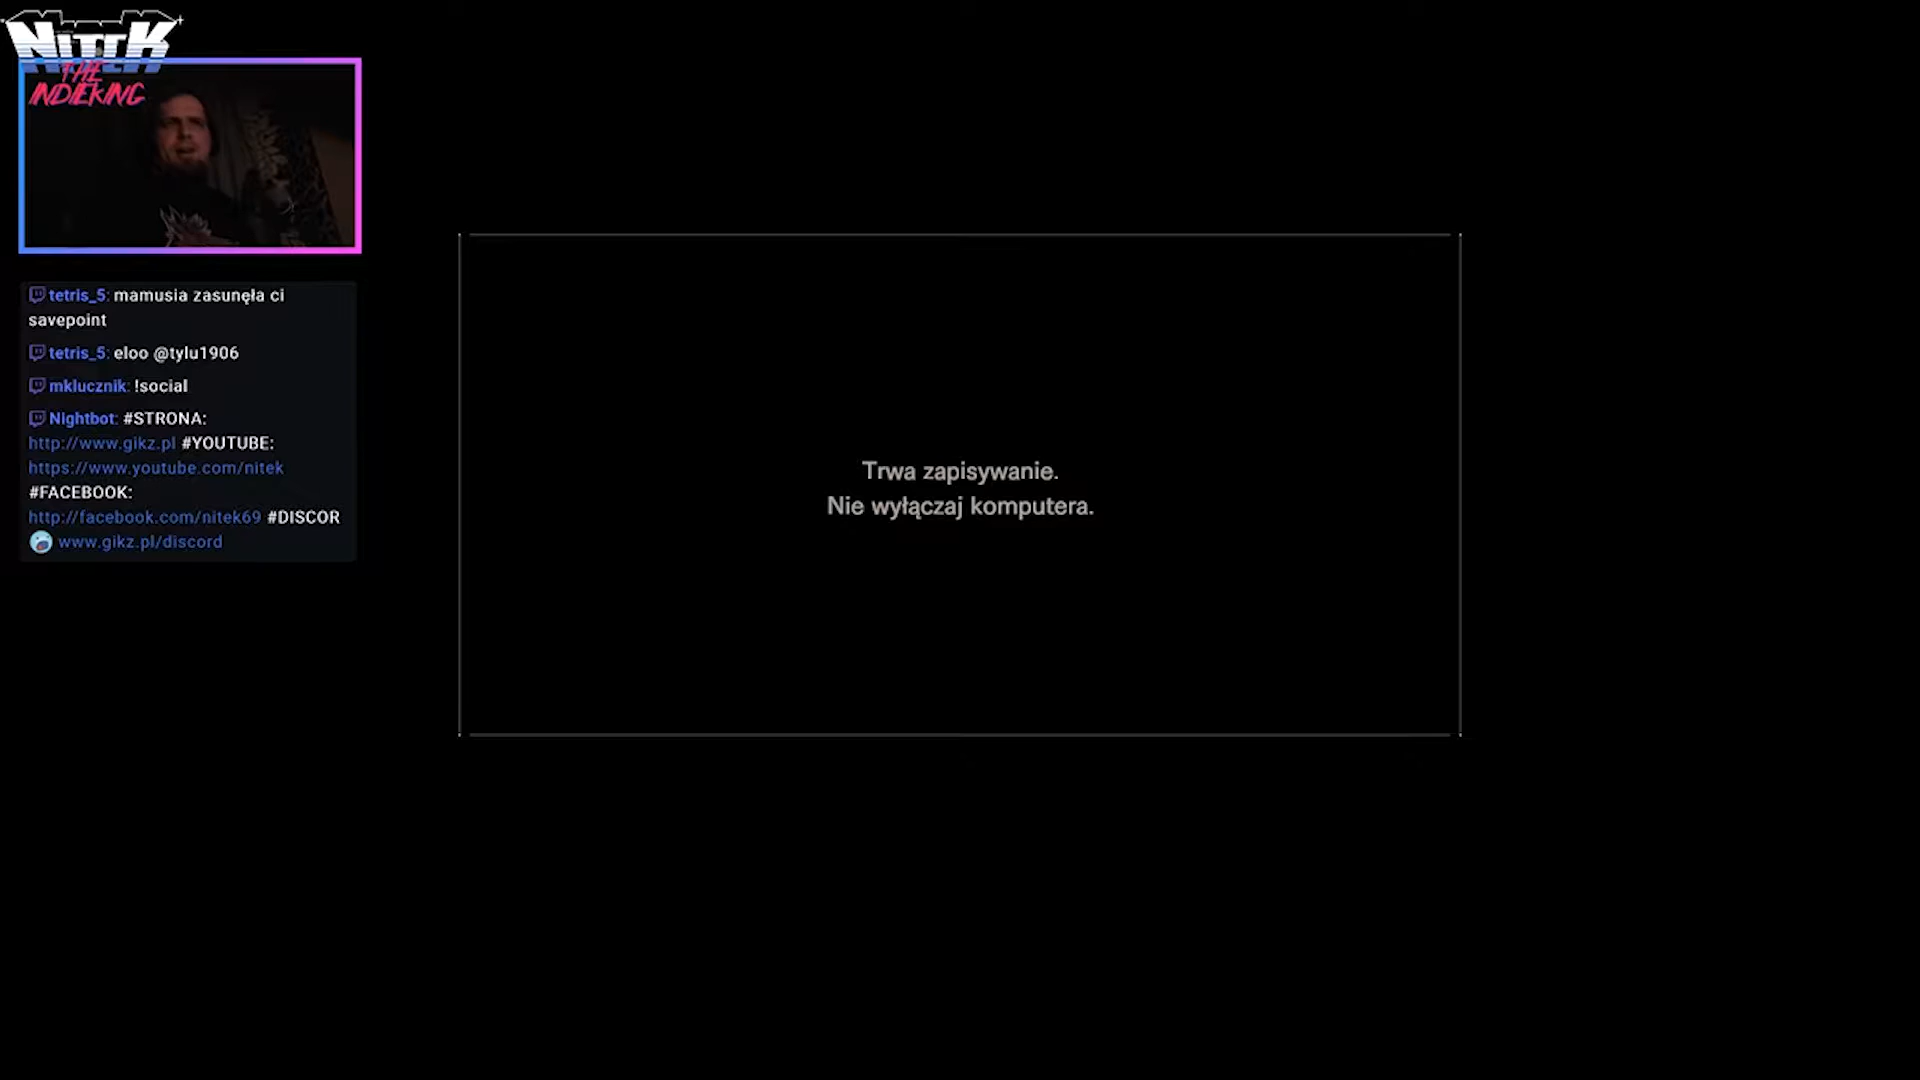 NITEK
THE
INDIEKING
tetris_5: mamusia zasunęła ci
savepoint
tetris_5: eloo @tylu1906
mklucznik: !social
Nightbot: #STRONA:
http://www.gikz.pl #YOUTUBE:
https://www.youtube.com/nitek
#FACEBOOK:
http://facebook.com/nitek69 #DISCOR
www.gikz.pl/discord
Trwa zapisywanie.
Nie wyłączaj komputera.